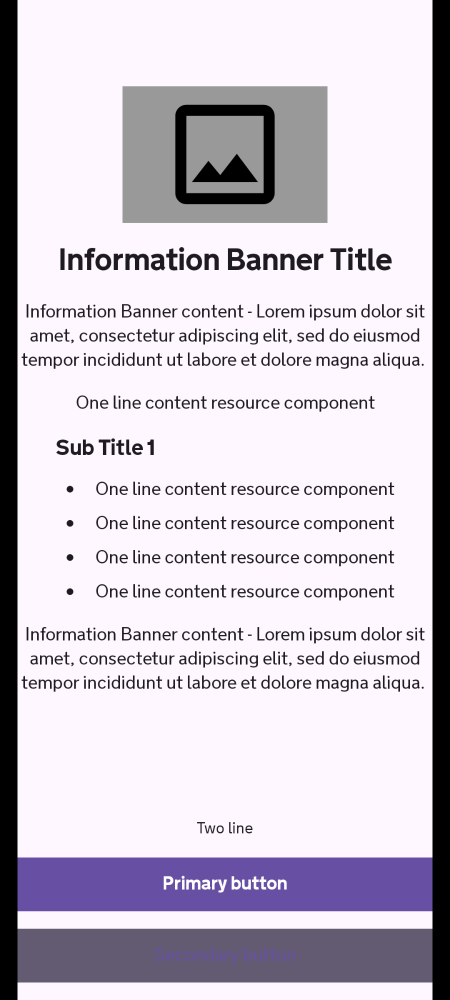 Information Banner Title
Information Banner content - Lorem ipsum dolor sit
amet, consectetur adipiscing elit, sed do eiusmod
tempor incididunt ut labore et dolore magna aliqua.
One line content resource component
Sub Title 1
• One line content resource component
• One line content resource component
• One line content resource component
• One line content resource component
Information Banner content - Lorem ipsum dolor sit
amet, consectetur adipiscing elit, sed do eiusmod
tempor incididunt ut labore et dolore magna aliqua.
Two line
Primary button
Secondary button